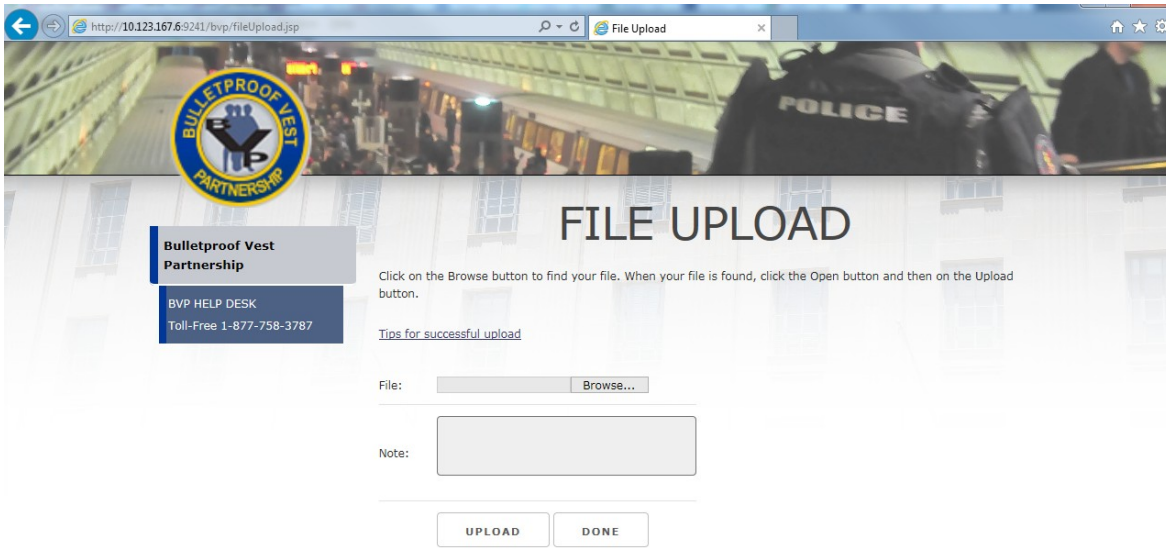 http://10.123.167.6:9241/bvp/fileUpload.jsp
File Upload
BULLETPROOF VEST
PARTNERSHIP
BVP
POLICE
FILE UPLOAD
Bulletproof Vest
Partnership
BVP HELP DESK
Toll-Free 1-877-758-3787
Click on the Browse button to find your file. When your file is found, click the Open button and then on the Upload
button.
Tips for successful upload
File:
Browse...
Note:
UPLOAD
DONE